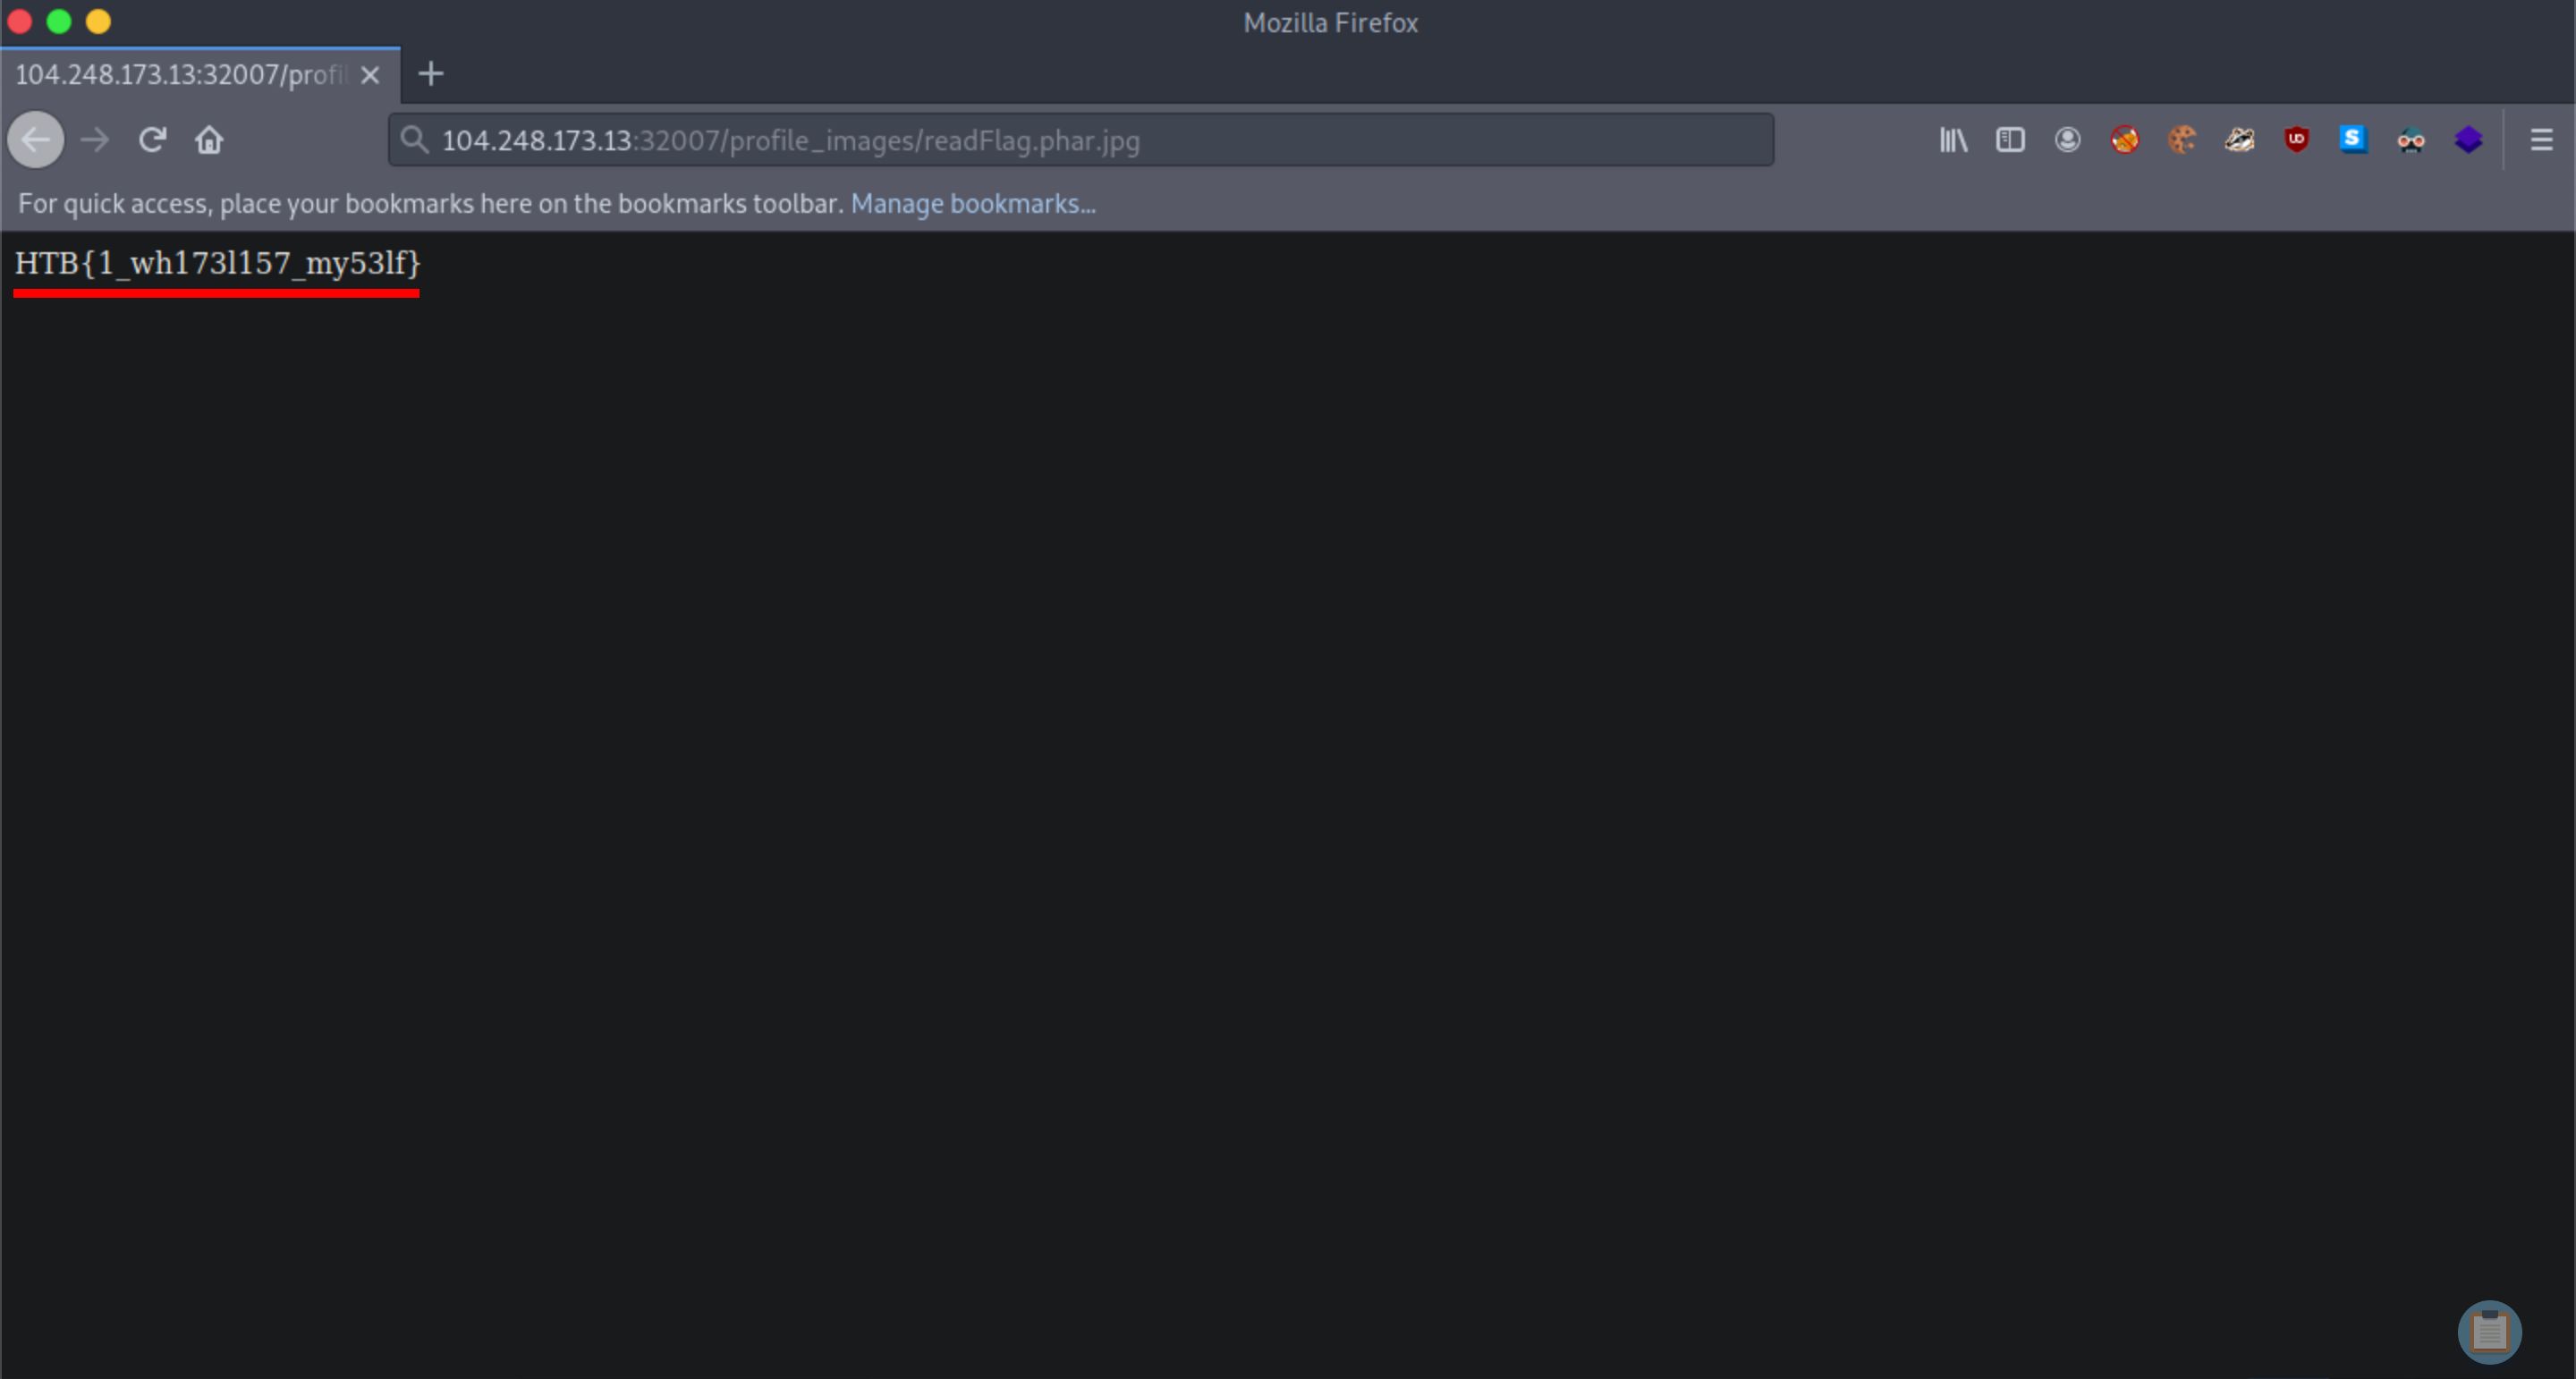 Mozilla Firefox
104.248.173.13:32007/profil
104.248.173.13:32007/profile_images/readFlag.phar.jpg
For quick access, place your bookmarks here on the bookmarks toolbar. Manage bookmarks...
HTB{1_wh173l157_my53lf}